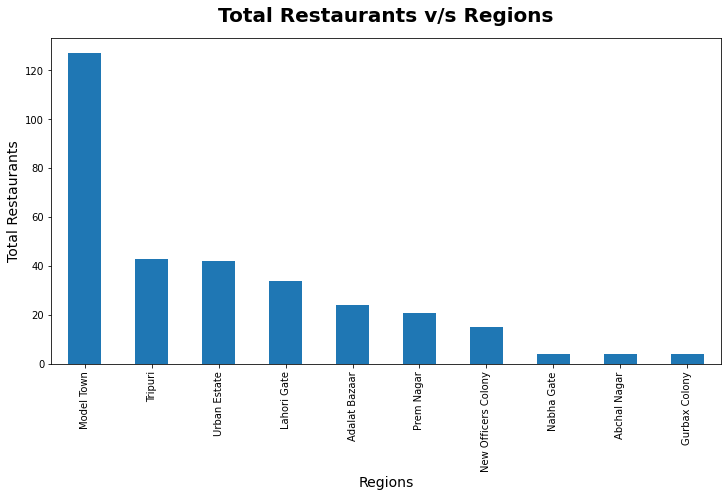 Total Restaurants v/s Regions
Total Restaurants
120
100
80
60
40
20
0
Model Town
Tripuri
Urban Estate
Lahori Gate
Adalat Bazaar
Prem Nagar
New Officers Colony
Nabha Gate
Abchal Nagar
Gurbax Colony
Regions